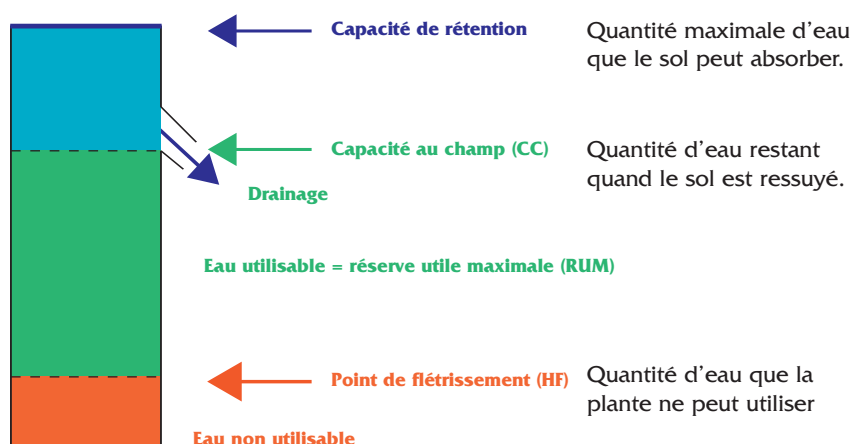 Capacité de rétention
Quantité maximale d'eau
que le sol peut absorber.
Capacité au champ (CC)
Quantité d'eau restant
quand le sol est ressuyé.
Drainage
Eau utilisable = réserve utile maximale (RUM)
Point de flétrissement (HF)
Quantité d'eau que la
plante ne peut utiliser
Eau non utilisable